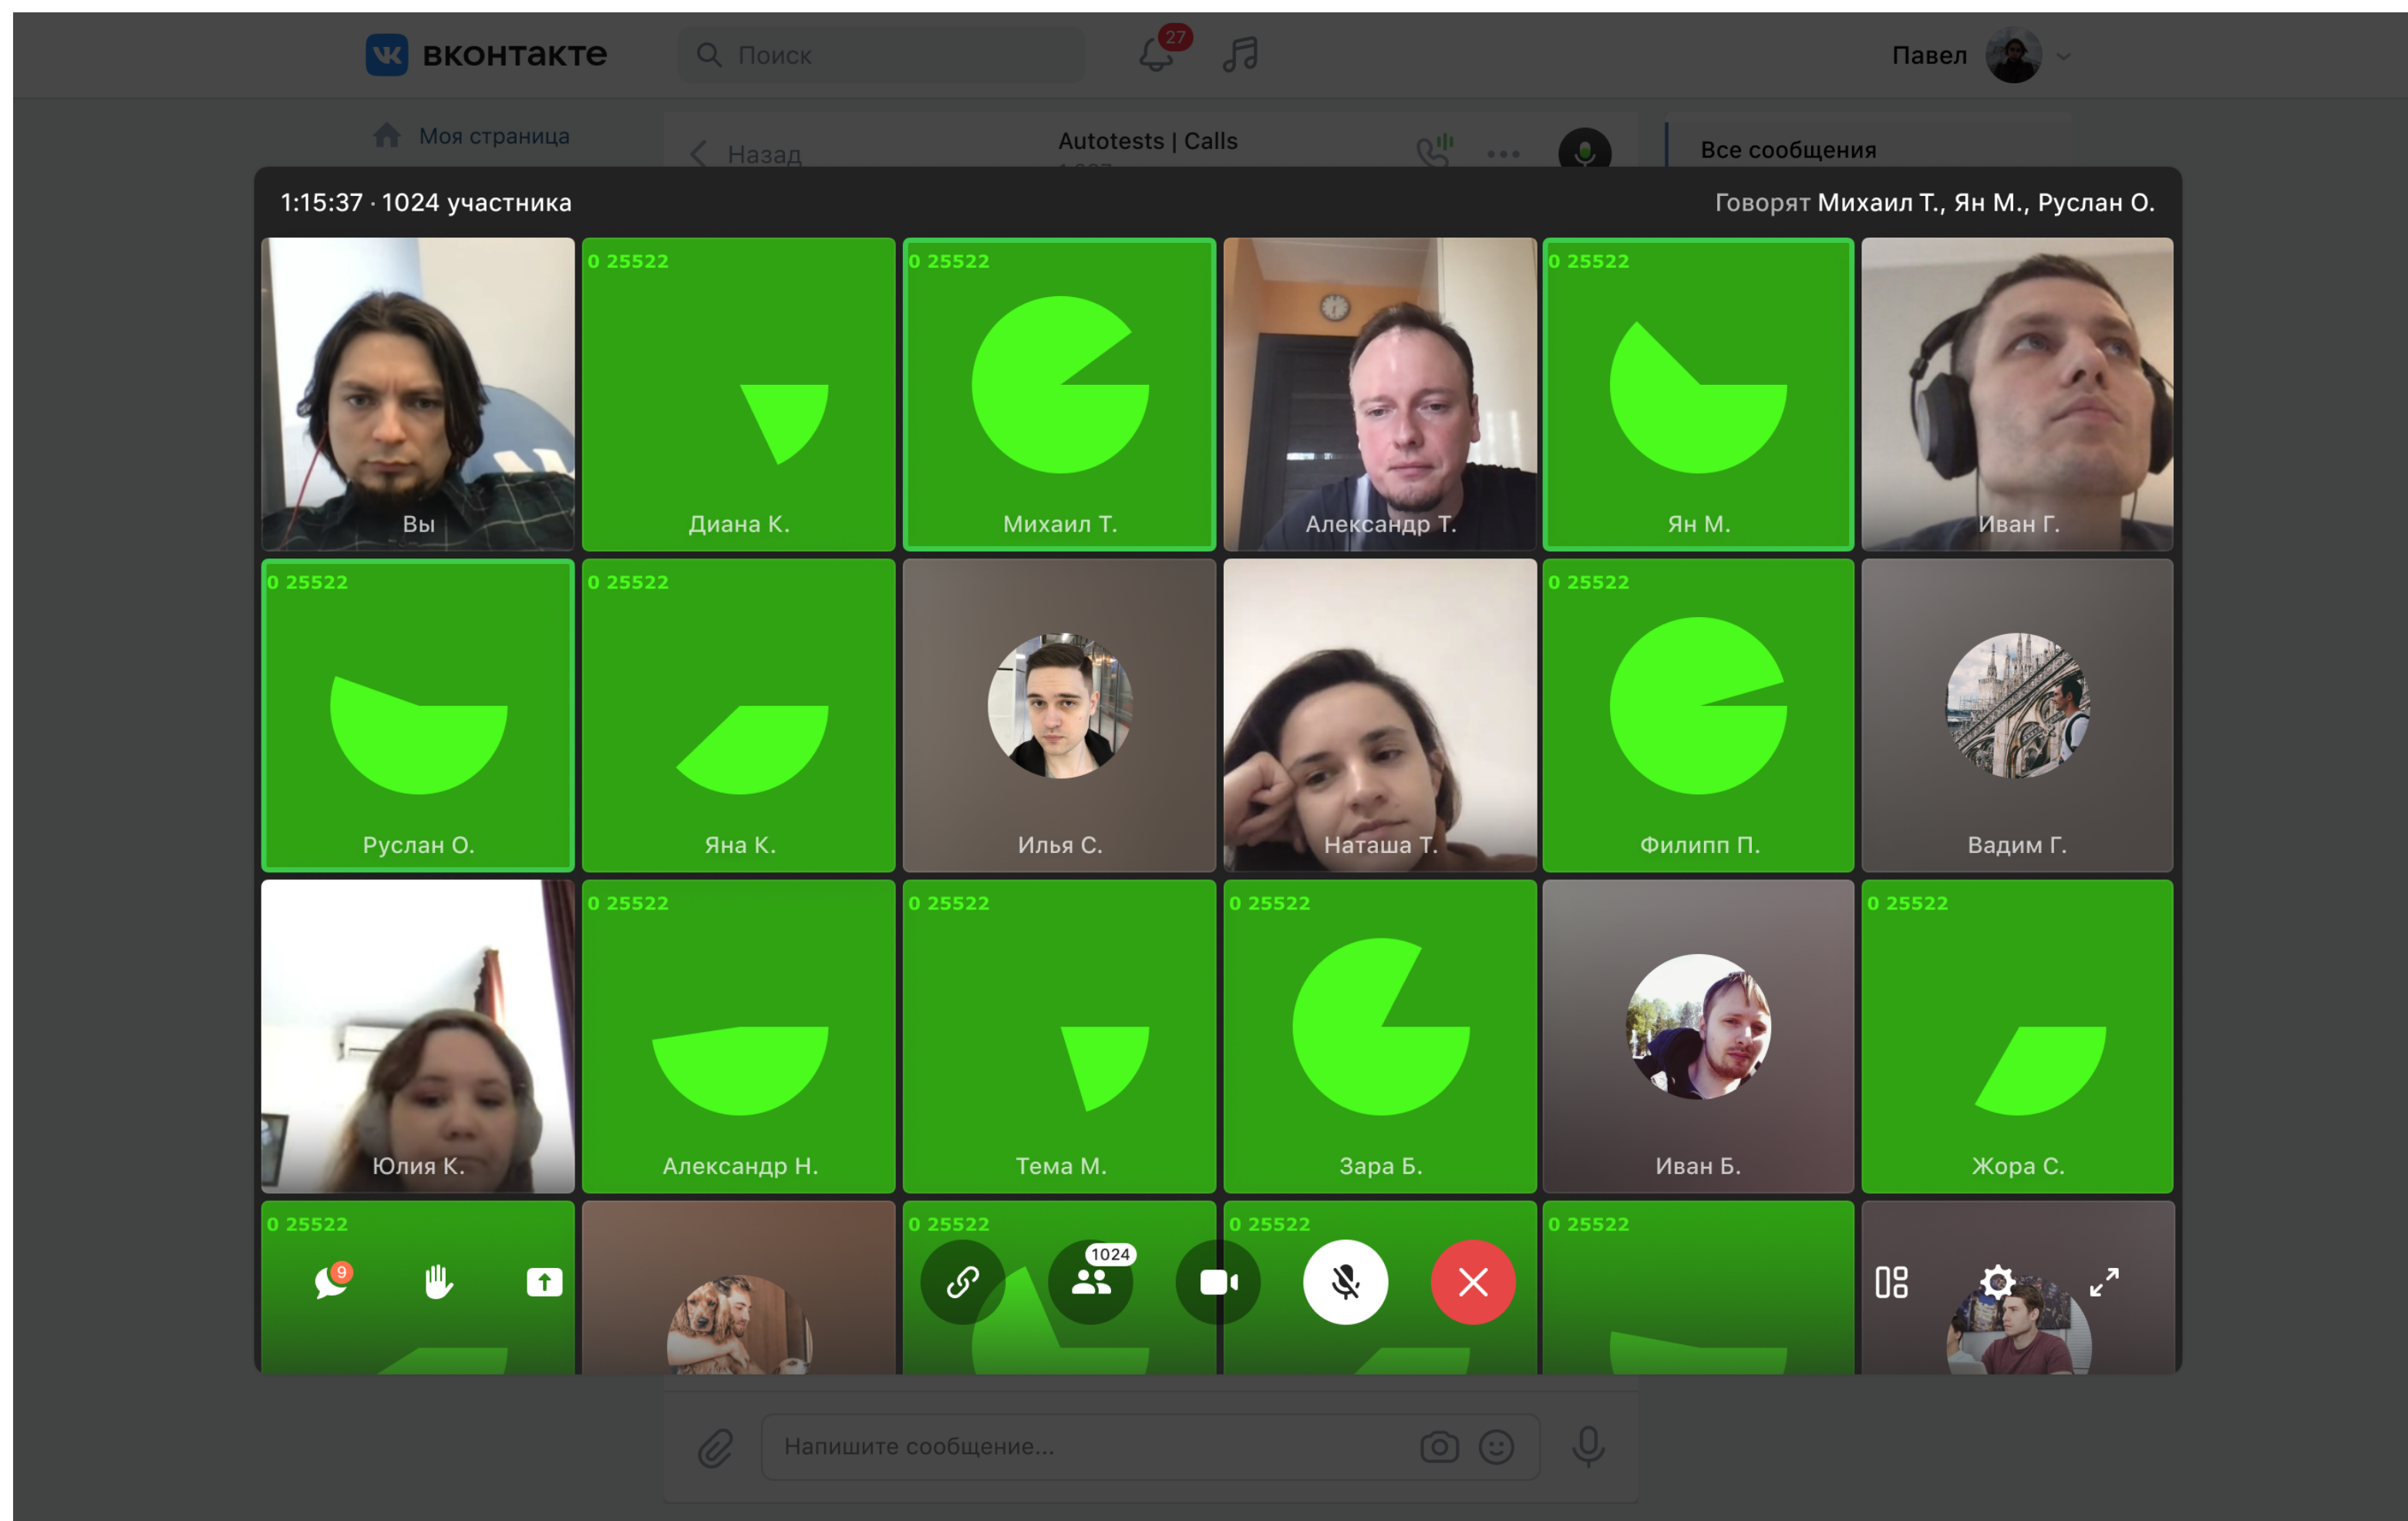 вконтакте
Поиск
27
Павел
Моя страница
Назад
Autotests | Calls
Все сообщения
1:15:37 · 1024 участника
Говорят Михаил Т., Ян М., Руслан О.
0 25522
0 25522
0 25522
Вы
Диана К.
Михаил Т.
Александр Т.
Ян М.
Иван Г.
0 25522
0 25522
0 25522
Руслан О.
Яна К.
Илья С.
Наташа Т.
Филипп П.
Вадим Г.
0 25522
0 25522
0 25522
0 25522
Юлия К.
Александр Н.
Тема М.
Зара Б.
Иван Б.
Жора С.
0 25522
0 25522
0 25522
0 25522
9
1024
Напишите сообщение...